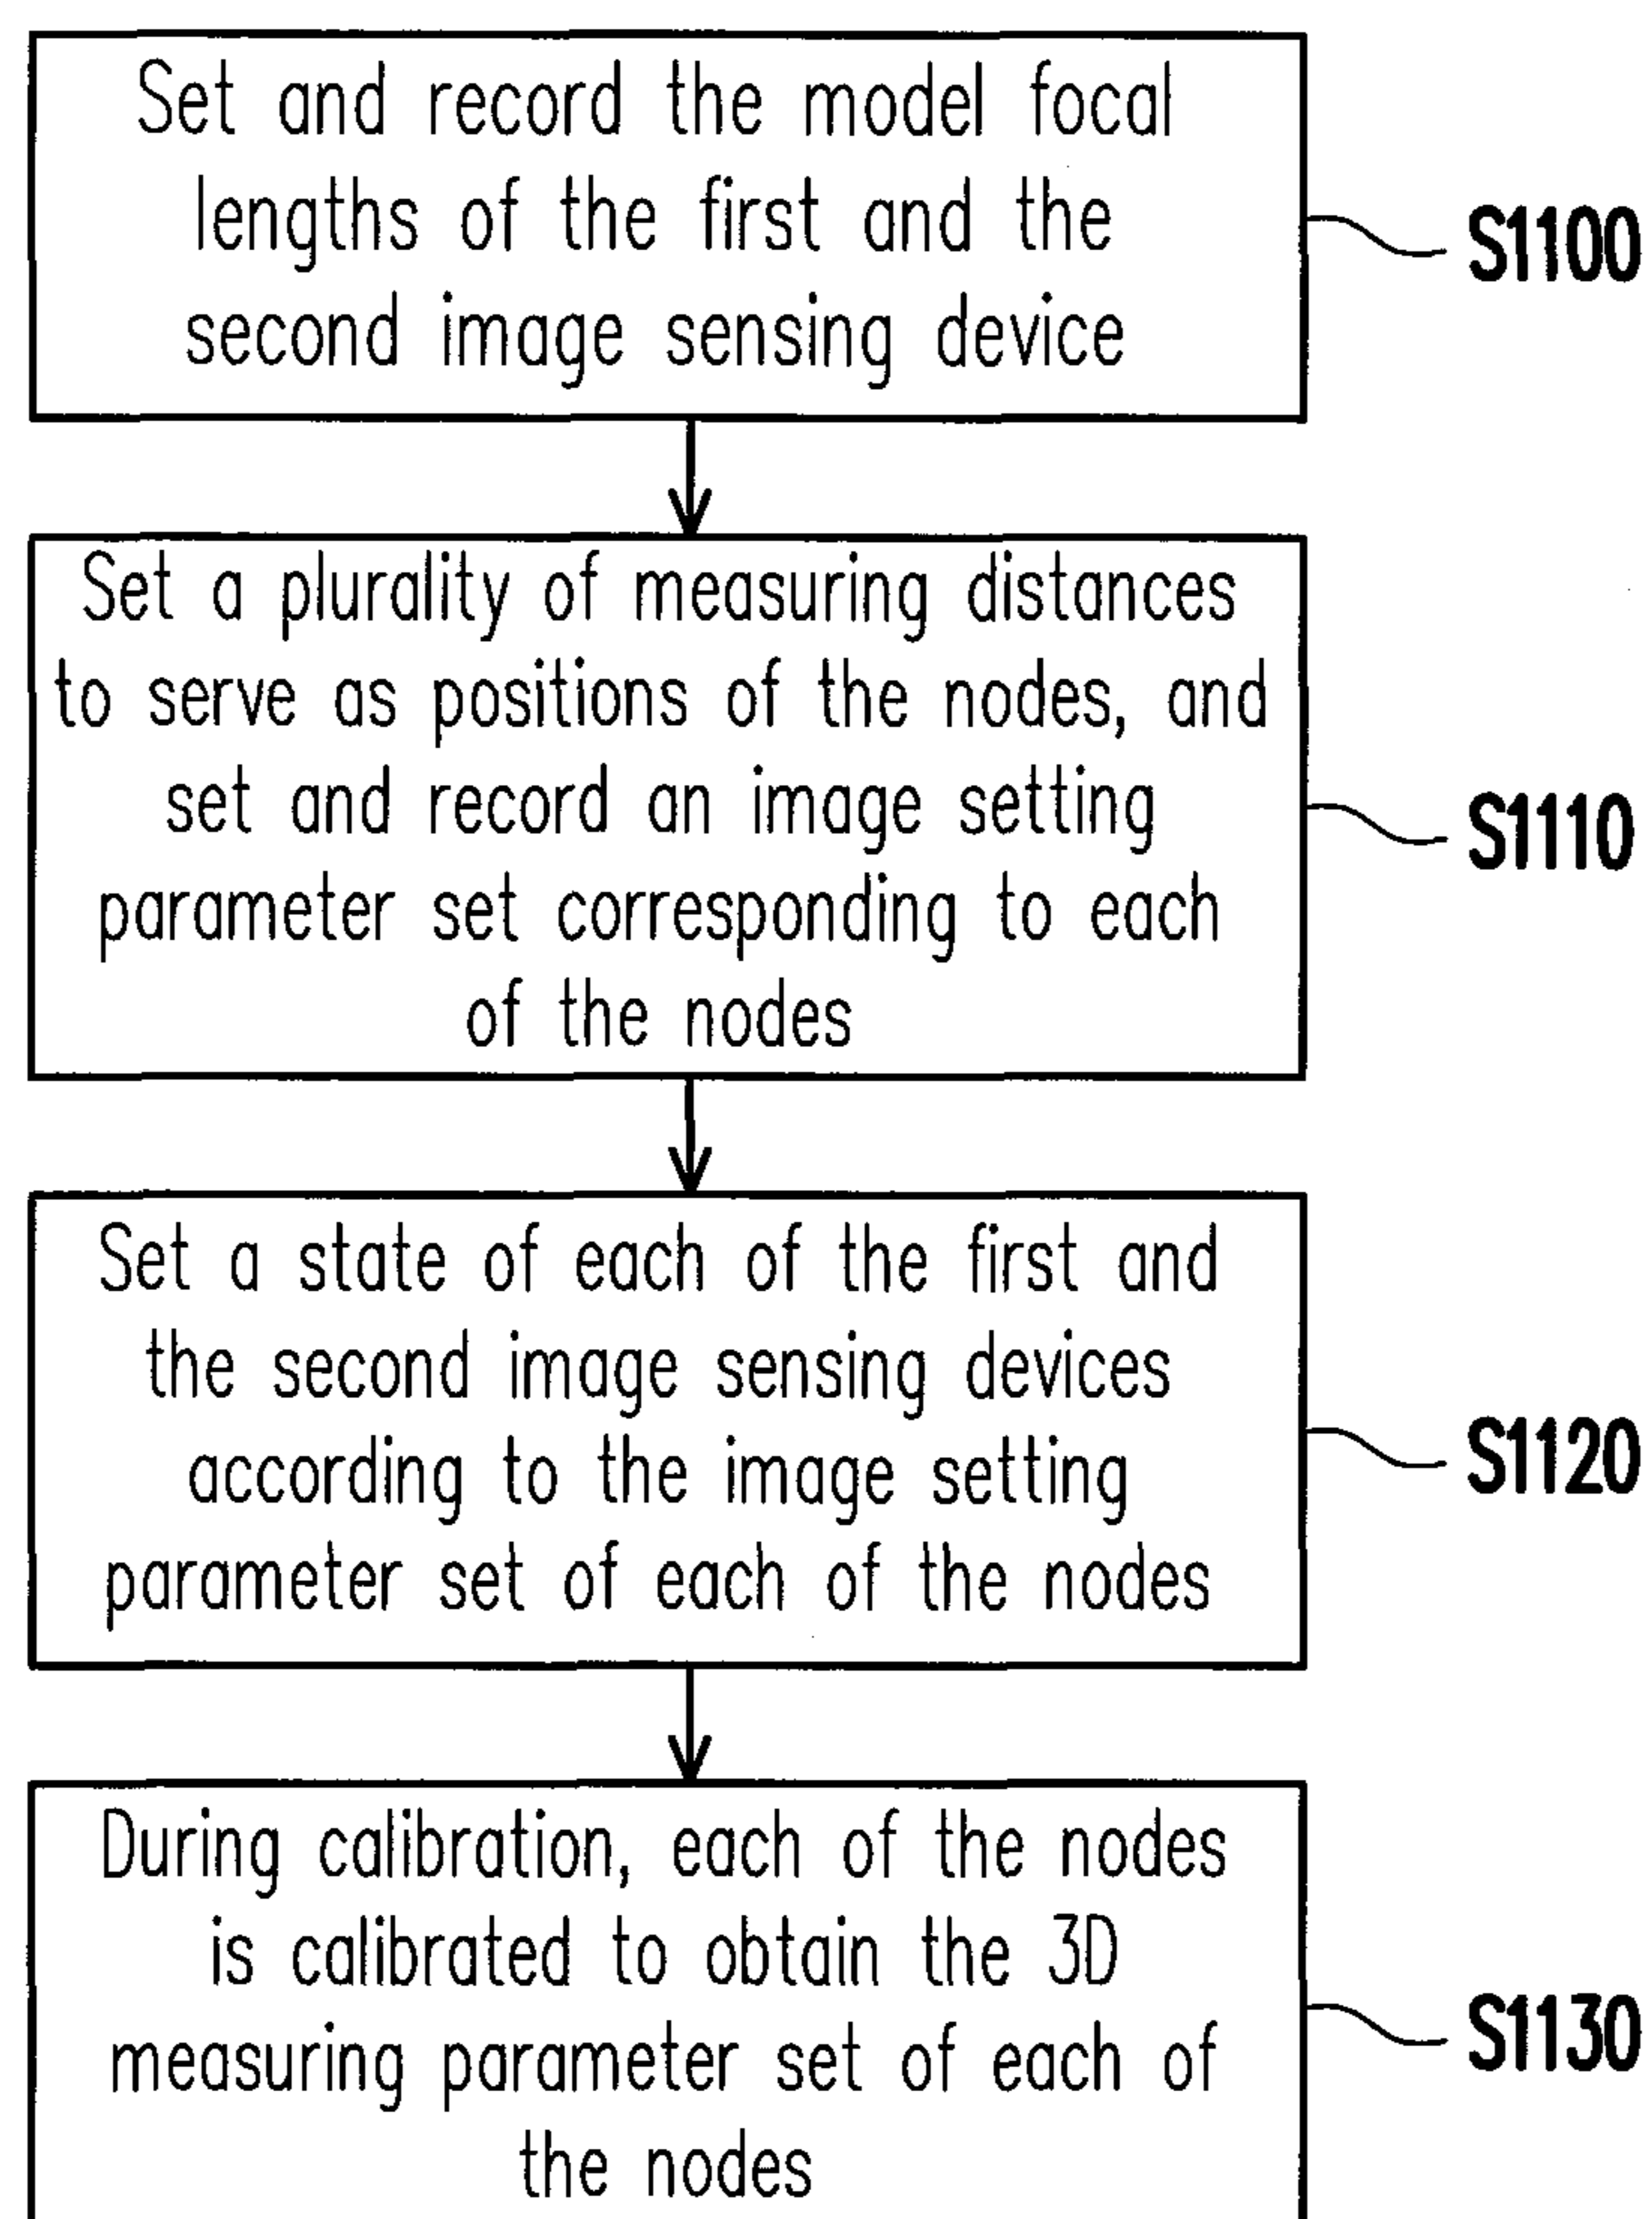 Set and record the model focal
lengths of the first and the
second image sensing device
S1100
Set a plurality of measuring distances
to serve as positions of the nodes, and
set and record an image setting
parameter set corresponding to each
of the nodes
S1110
Set a state of each of the first and
the second image sensing devices
according to the image setting
parameter set of each of the nodes
S1120
During calibration, each of the nodes
is calibrated to obtain the 3D
measuring parameter set of each of
the nodes
S1130